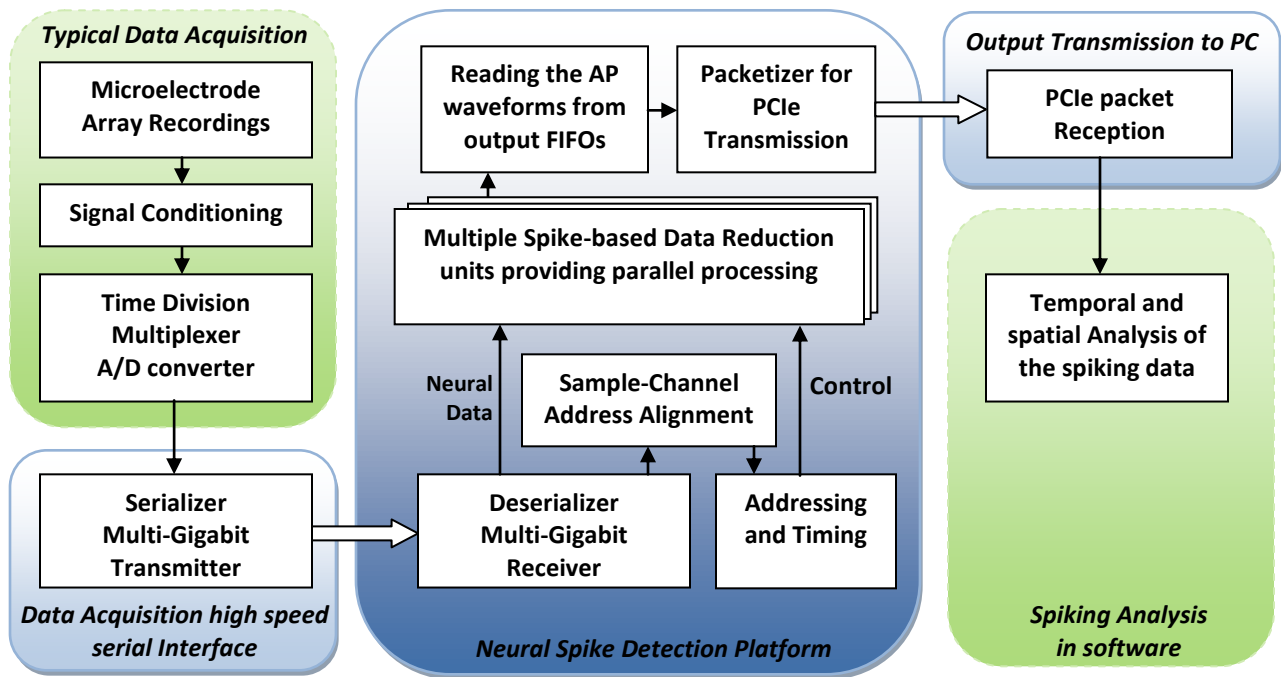 Typical Data Acquisition
Microelectrode
Array Recordings
Signal Conditioning
Time Division
Multiplexer
A/D converter
Serializer
Multi-Gigabit
Transmitter
Data Acquisition high speed
serial Interface
Reading the AP
waveforms from
output FIFOs
Packetizer for
PCIe
Transmission
Multiple Spike-based Data Reduction
units providing parallel processing
Neural
Data
Sample-Channel
Address Alignment
Control
Deserializer
Multi-Gigabit
Receiver
Addressing
and Timing
Neural Spike Detection Platform
Output Transmission to PC
PCIe packet
Reception
Temporal and
spatial Analysis of
the spiking data
Spiking Analysis
in software